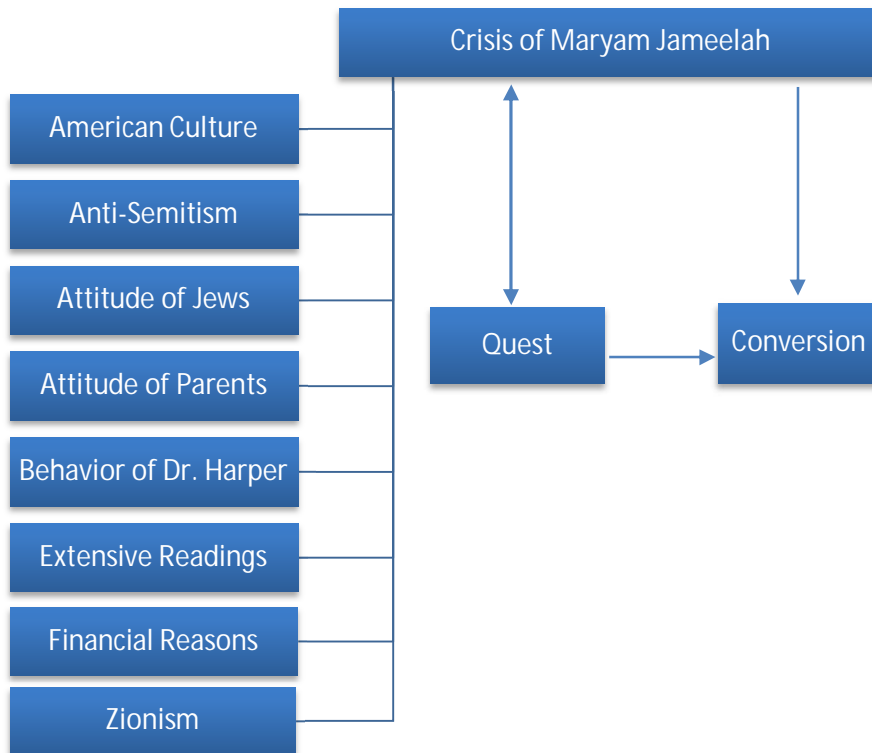 Crisis of Maryam Jameelah
American Culture
Anti-Semitism
Attitude of Jews
Attitude of Parents
Behavior of Dr. Harper
Extensive Readings
Financial Reasons
Zionism
Quest
Conversion